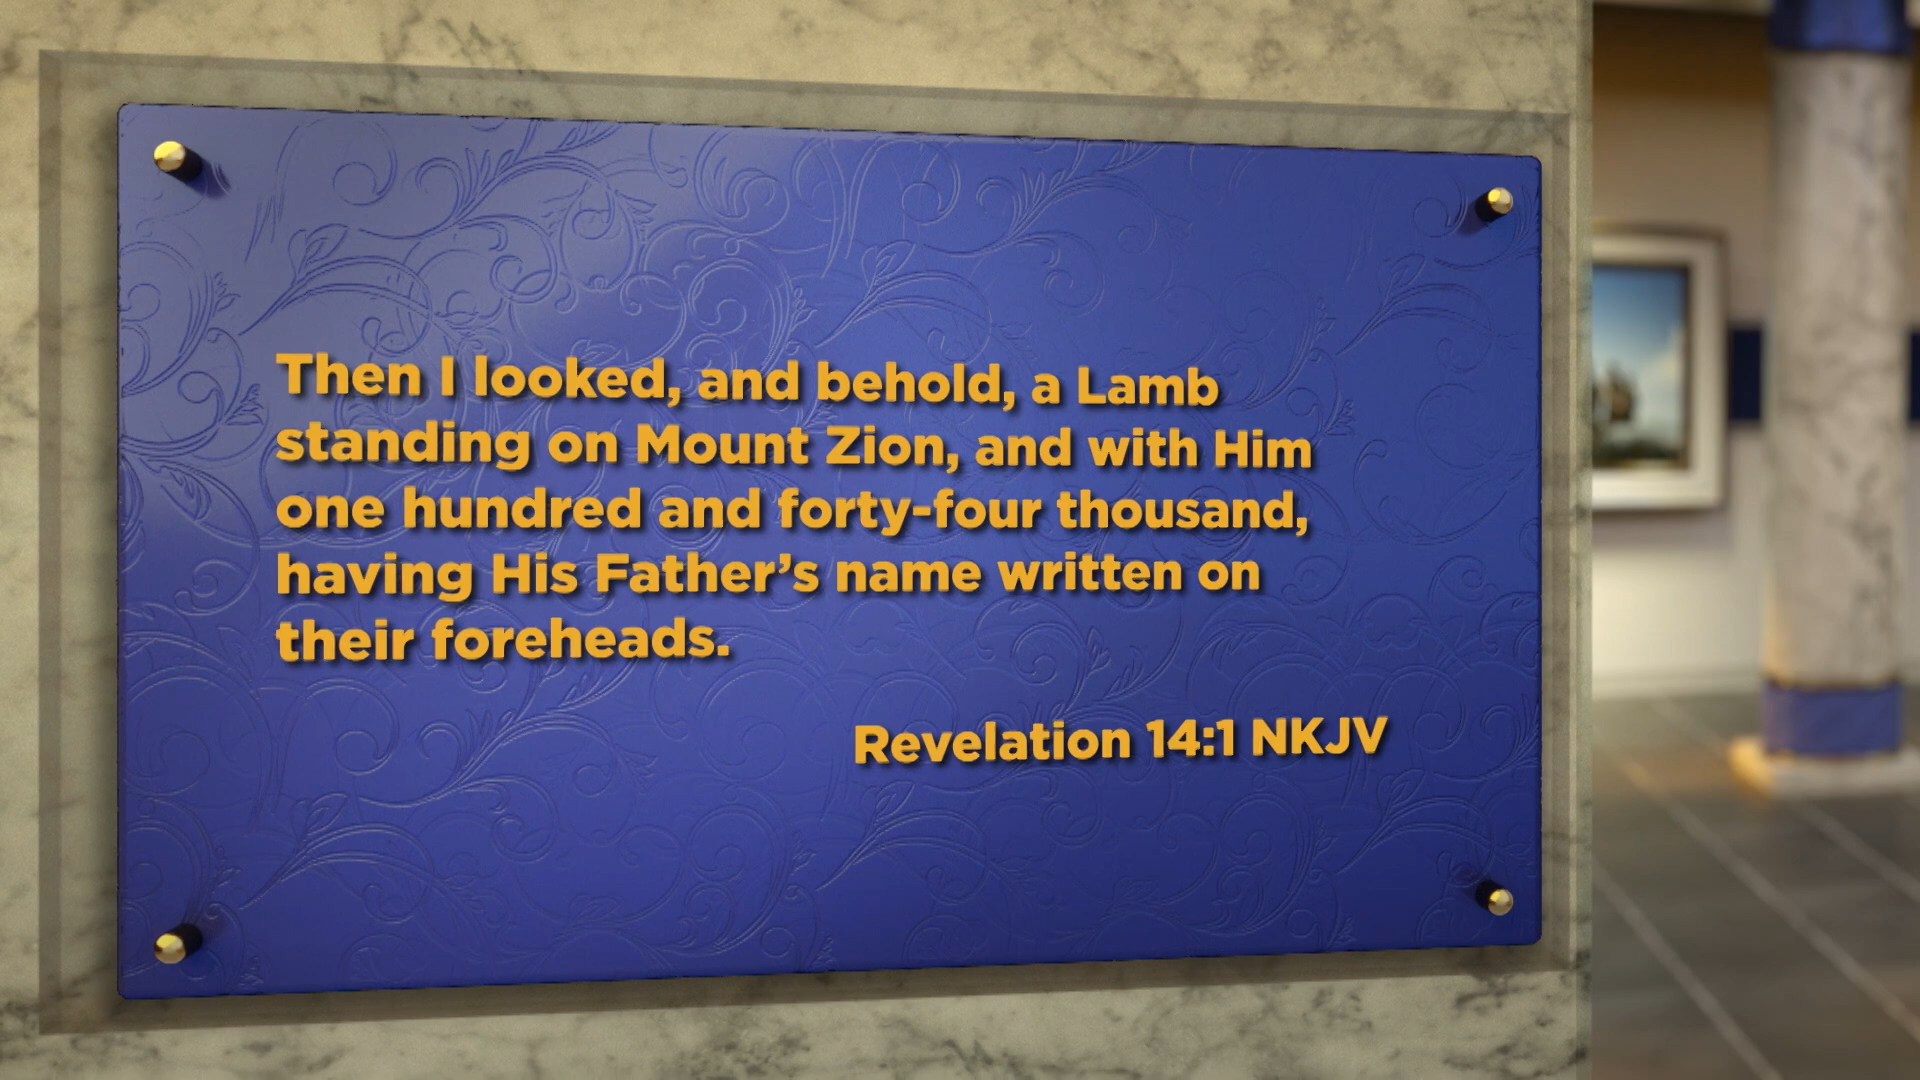 Then I looked, and behold, a Lamb
standing on Mount Zion, and with Him
one hundred and forty-four thousand,
having His Father’s name written on
their foreheads.
Revelation 14:1 NKJV